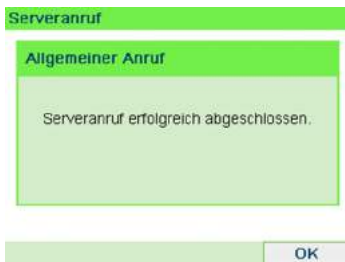 Serveranruf
Allgemeiner Anruf
Serveranruf erfolgreich abgeschlossen.
OK